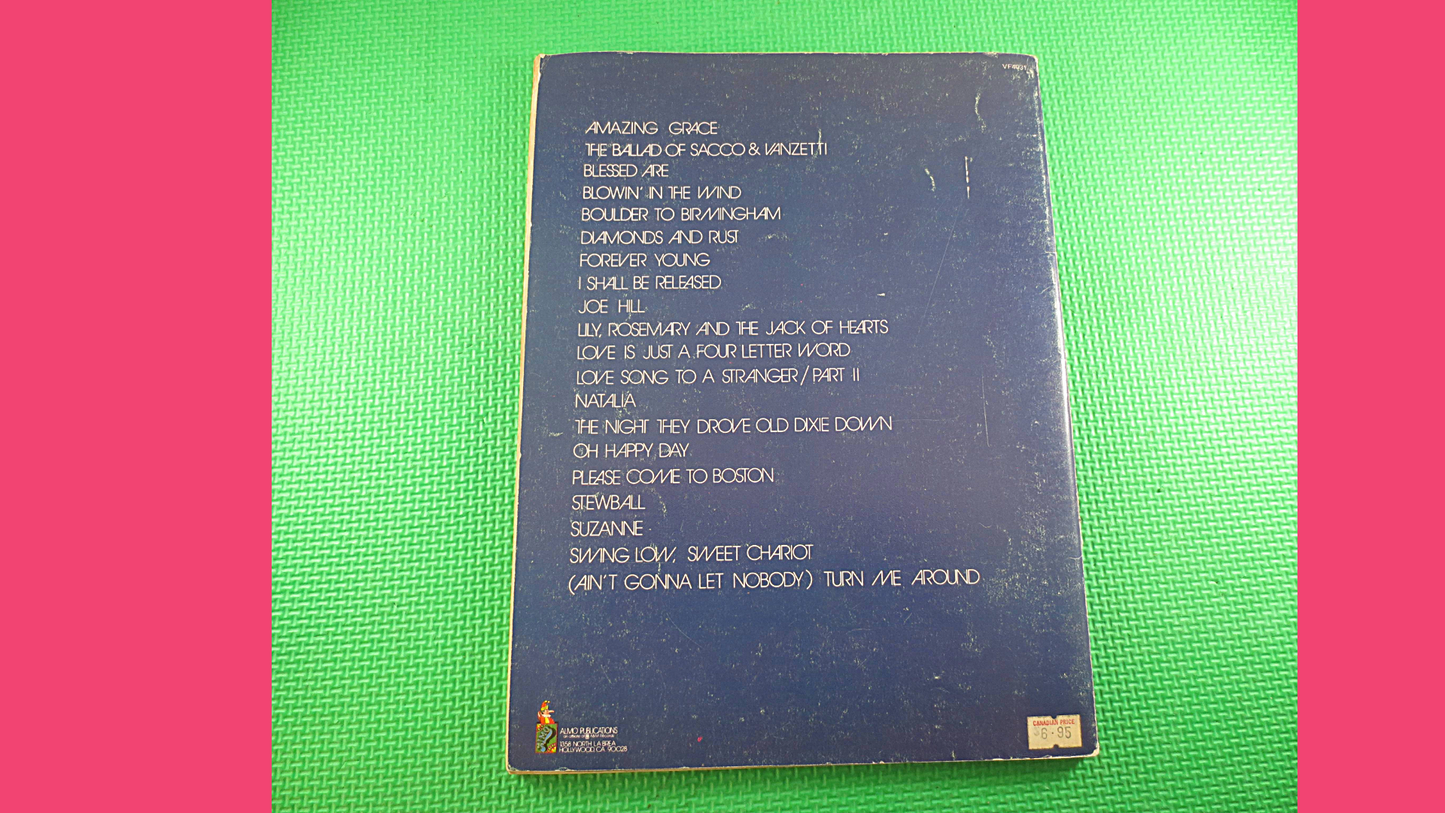 AMAZING GRACE
THE BALLAD OF SACCO & VANZETTI
BLESSED ARE
BLOWIN' IN THE WIND
BOULDER TO BIRMINGHAM
DIAMONDS AND RUST
FOREVER YOUNG
I SHALL BE RELEASED
JOE HILL
LILY, ROSEMARY AND THE JACK OF HEARTS
LOVE IS JUST A FOUR LETTER WORD
LOVE SONG TO A STRANGER/PART II
NATALIA
THE NIGHT THEY DROVE OLD DIXIE DOWN
OH HAPPY DAY
PLEASE COME TO BOSTON
STEWBALL
SUZANNE
SWING LOW, SWEET CHARIOT
(AIN'T GONNA LET NOBODY) TURN ME AROUND
ALMO PUBLICATIONS
1358 NORTH LA BREA
HOLLYWOOD, CA. 90028
CANADIAN PRICE
6.95